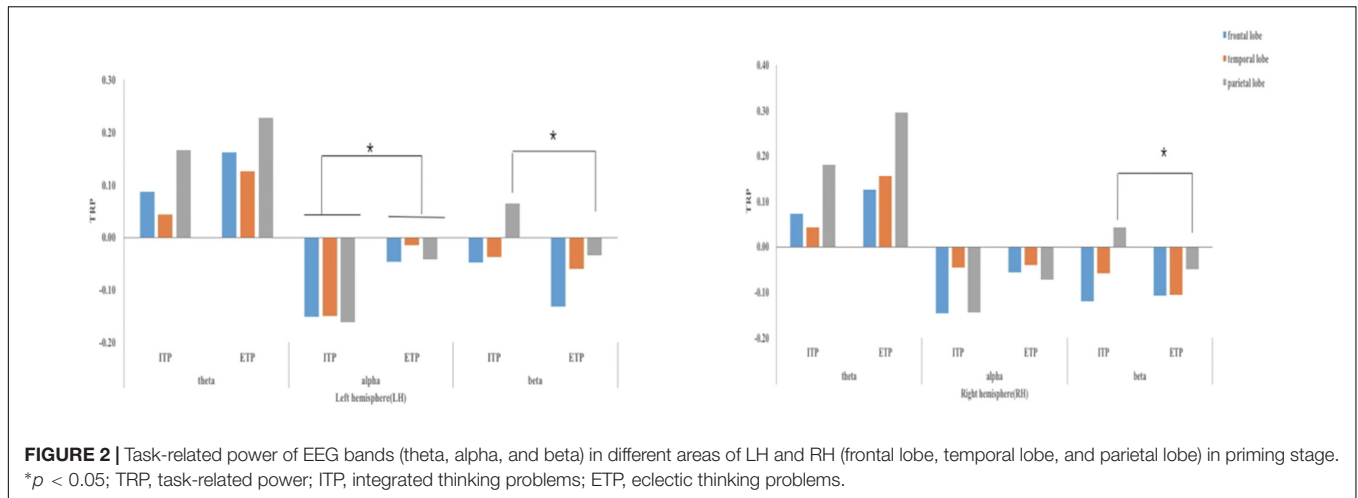 frontal lobe
temporal lobe
parietal lobe
0.30
0.20
0.10
0.00
-0.10
-0.20
TRP
*
*
ITP ETP ITP ETP ITP ETP
theta alpha beta
Left hemisphere(LH)
0.40
0.30
0.20
0.10
0.00
-0.10
-0.20
TRP
*
ITP ETP ITP ETP ITP ETP
theta alpha beta
Right hemisphere(RH)
FIGURE 2 | Task-related power of EEG bands (theta, alpha, and beta) in different areas of LH and RH (frontal lobe, temporal lobe, and parietal lobe) in priming stage.
*p < 0.05; TRP, task-related power; ITP, integrated thinking problems; ETP, eclectic thinking problems.